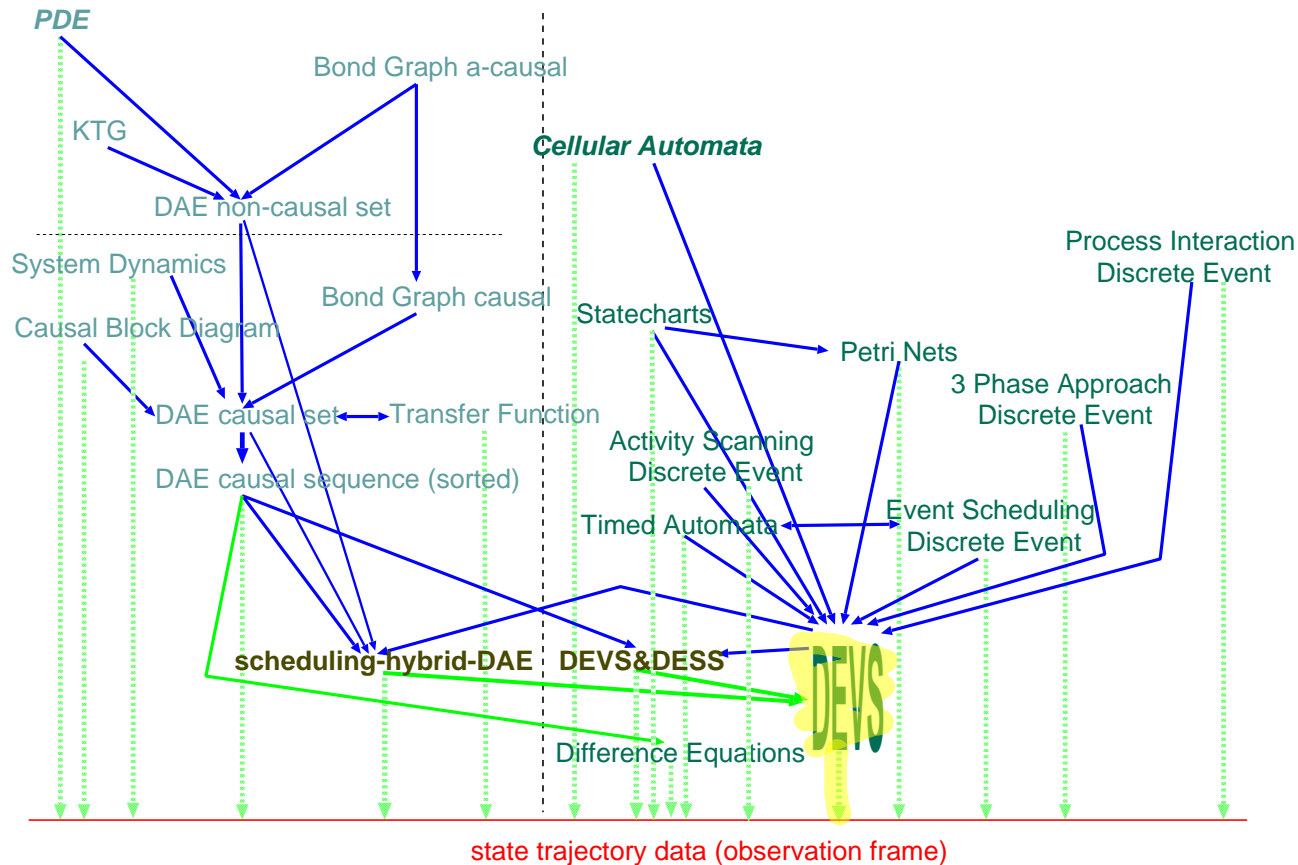 PDE
Bond Graph a-causal
KTG
Cellular Automata
DAE non-causal set
Process Interaction
Discrete Event
System Dynamics
Bond Graph causal
Statecharts
Causal Block Diagram
Petri Nets
3 Phase Approach
Discrete Event
DAE causal set
Transfer Function
Activity Scanning
Discrete Event
DAE causal sequence (sorted)
Event Scheduling
Discrete Event
Timed Automata
scheduling-hybrid-DAE
DEVS&DESS
DEVS
Difference Equations
state trajectory data (observation frame)